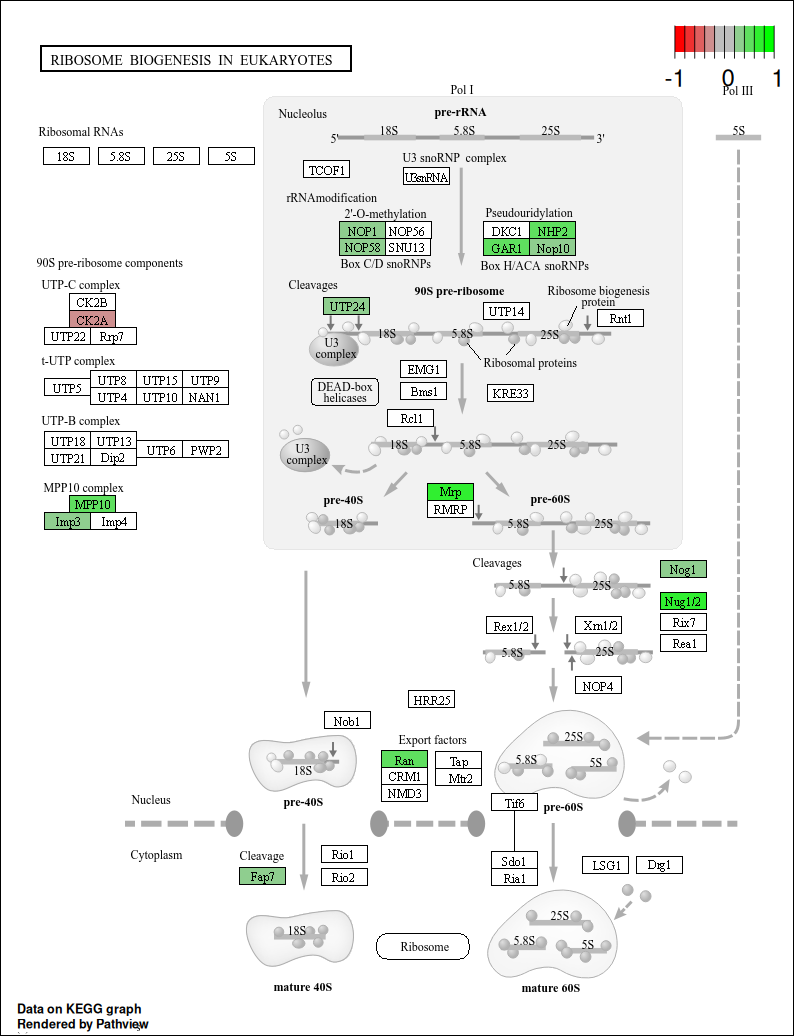 RIBOSOME BIOGENESIS IN EUKARYOTES
-1 0 1
Pol I
Pol III
Nucleolus
pre-rRNA
Ribosomal RNAs
18S 5.8S 25S 5S
5' 18S 5.8S 25S 3'
5S
TCOF1
U3 snoRNP complex
U3snRNA
rRNAmodification
2'-O-methylation
NOP1 NOP56
NOP58 SNU13
Box C/D snoRNPs
Pseudouridylation
DKC1 NHP2
GAR1 Nop10
Box H/ACA snoRNPs
90S pre-ribosome components
UTP-C complex
CK2B
CK2A
UTP22 Rrp7
t-UTP complex
UTP5
UTP8 UTP15 UTP9
UTP4 UTP10 NAN1
UTP-B complex
UTP18 UTP13
UTP21 Dip2
UTP6 PWP2
MPP10 complex
MPP10
Imp3 Imp4
Cleavages
UTP24
90S pre-ribosome
UTP14
Ribosome biogenesis
protein
Rnt1
18S 5.8S 25S
U3
complex
Ribosomal proteins
EMG1
Bms1
KRE33
DEAD-box
helicases
Rcl1
18S 5.8S 25S
U3
complex
pre-40S
Mrp
RMRP
pre-60S
18S
5.8S 25S
Cleavages
Nog1
5.8S 25S
Nug1/2
Rix7
Rea1
Rex1/2
Xrn1/2
5.8S 25S
NOP4
HRR25
Nob1
18S
pre-40S
Export factors
Ran
CRM1
NMD3
Tap
Mtr2
25S
5.8S 5S
pre-60S
Tif6
Nucleus
Cytoplasm
Cleavage
Fap7
Rio1
Rio2
Sdo1
Ria1
LSG1
Drg1
18S
mature 40S
Ribosome
25S
5.8S 5S
mature 60S
Data on KEGG graph
Rendered by Pathview